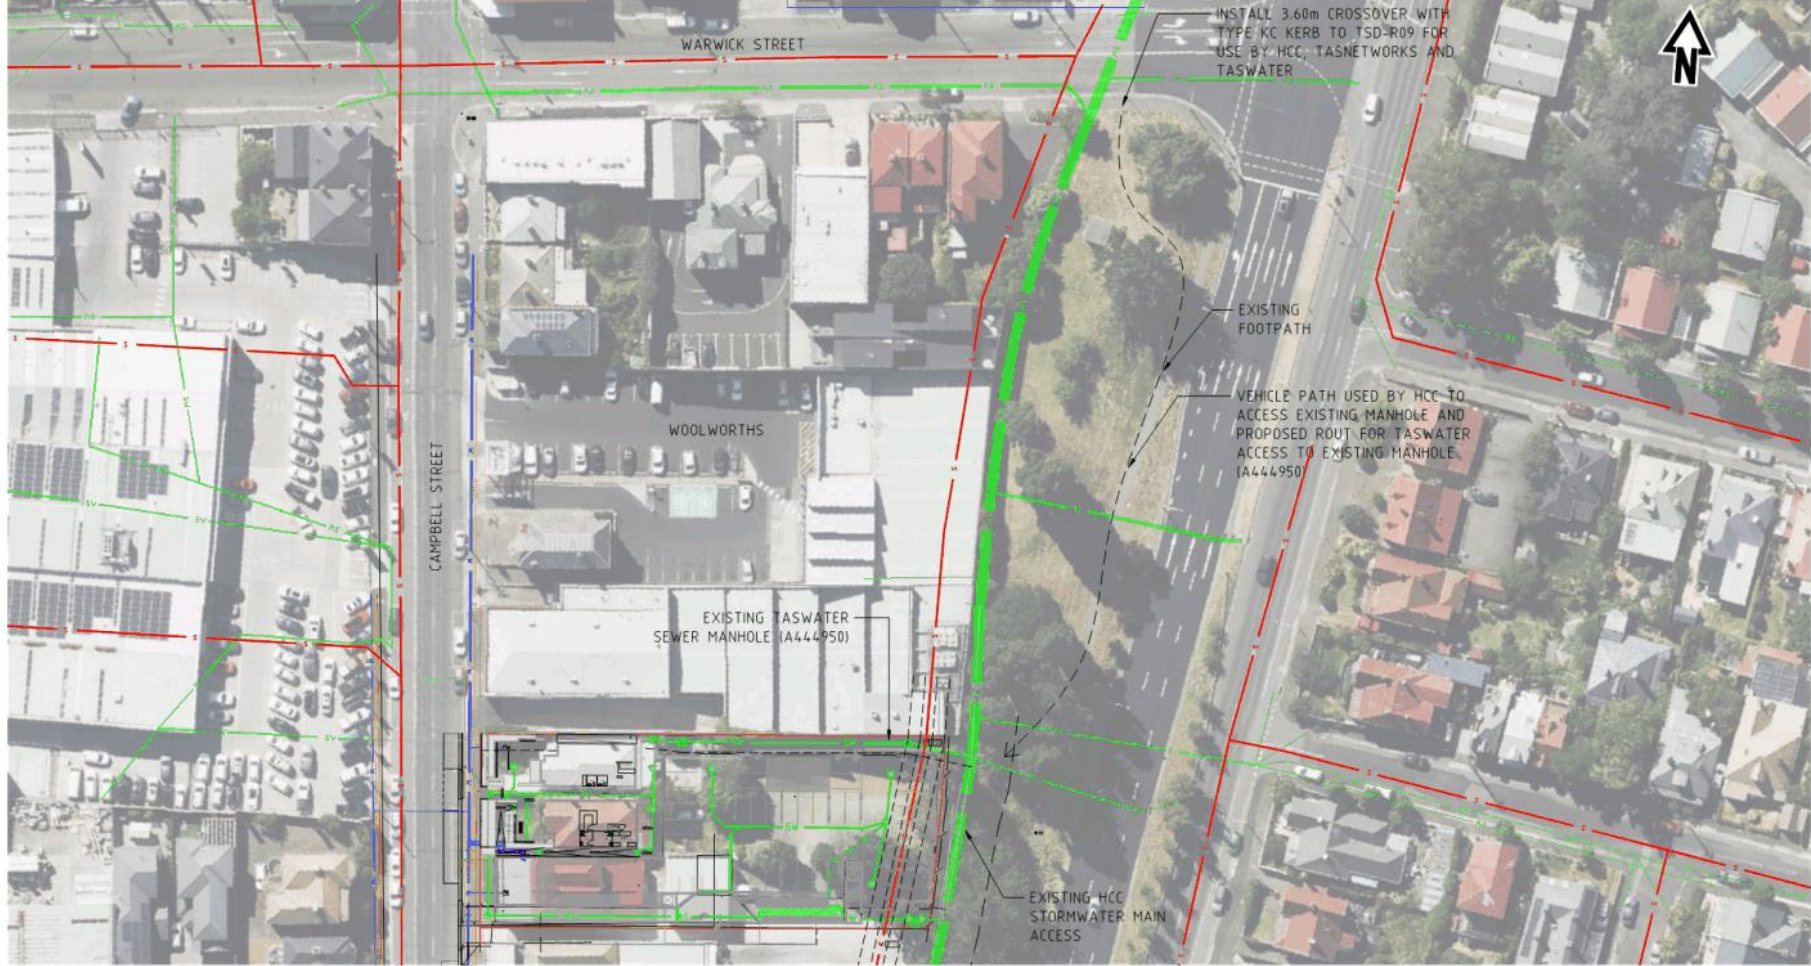 INSTALL 3.60m CROSSOVER WITH
TYPE KC KERB TO TSD-R09 FOR
USE BY HCC, TASNETWORKS AND
TASWATER
N
WARWICK STREET
EXISTING
FOOTPATH
VEHICLE PATH USED BY HCC TO
ACCESS EXISTING MANHOLE AND
PROPOSED ROUT FOR TASWATER
ACCESS TO EXISTING MANHOLE
(A444950)
WOOLWORTHS
CAMPBELL STREET
EXISTING TASWATER
SEWER MANHOLE (A444950)
EXISTING HCC
STORMWATER MAIN
ACCESS